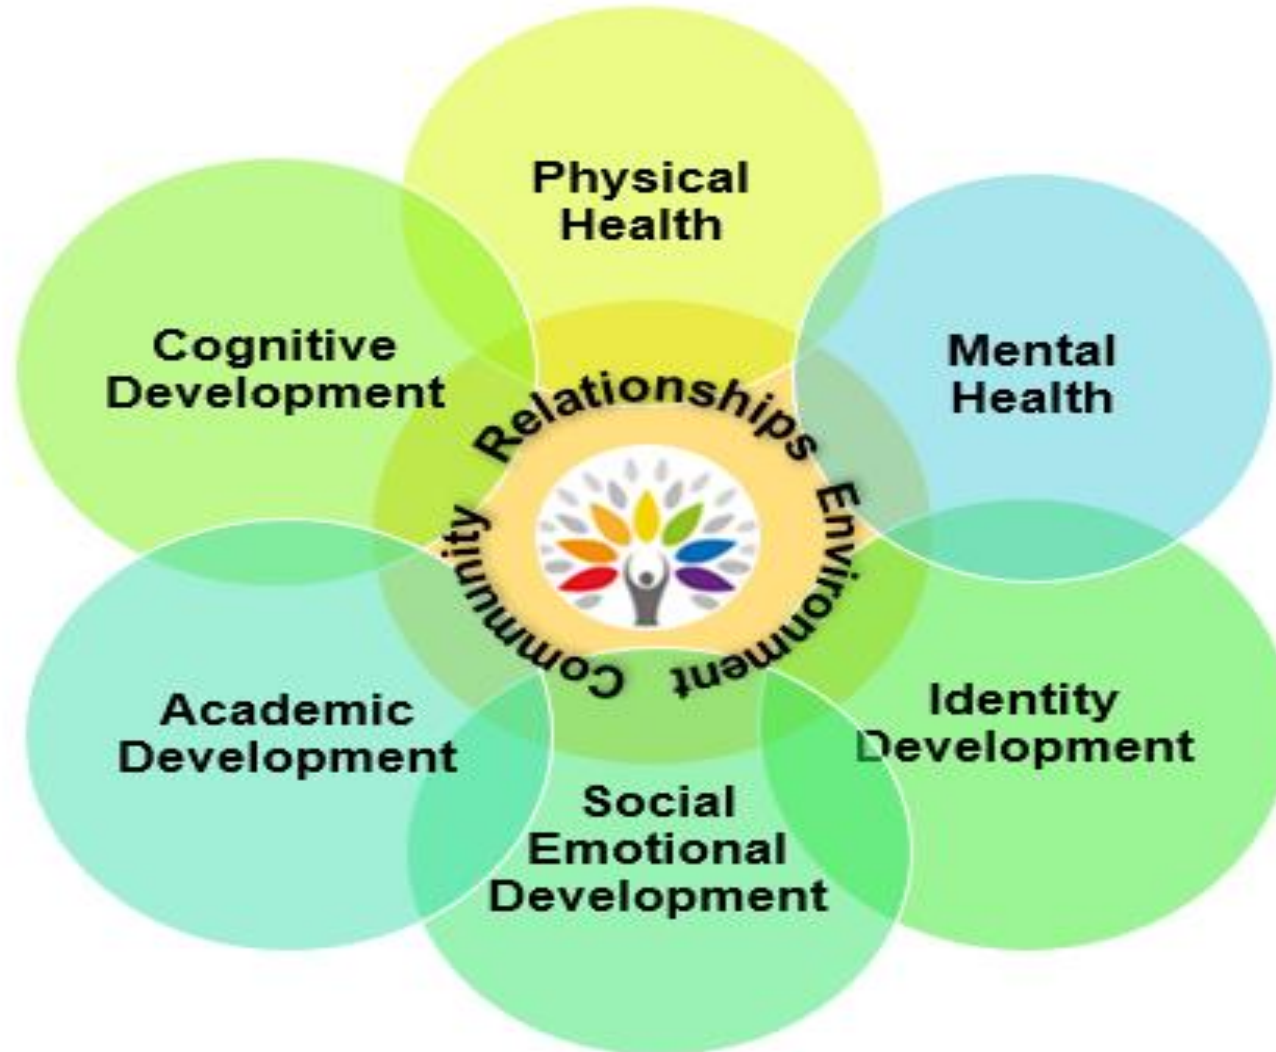 Physical
Health
Cognitive
Development
Mental
Health
Relationships
Environment
Community
Academic
Development
Identity
Development
Social
Emotional
Development